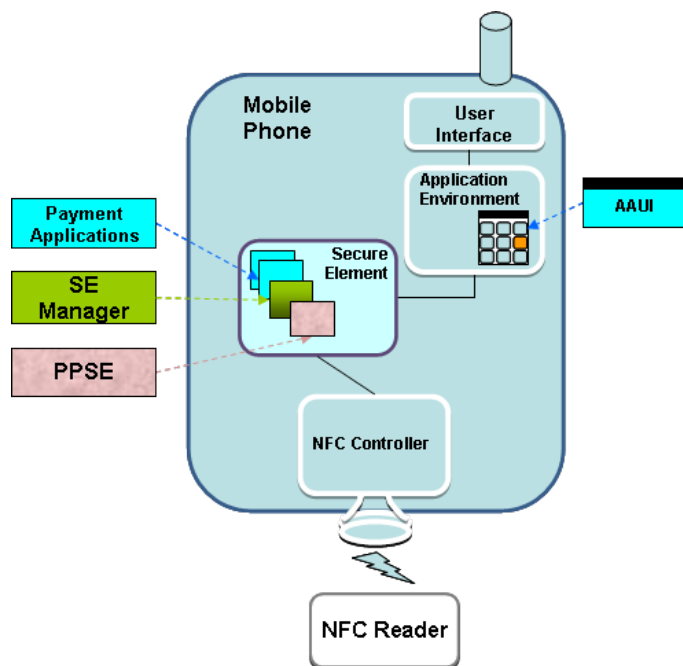 Mobile
Phone
User
Interface
Application
Environment
AAUI
Payment
Applications
Secure
Element
SE
Manager
PPSE
NFC Controller
NFC Reader